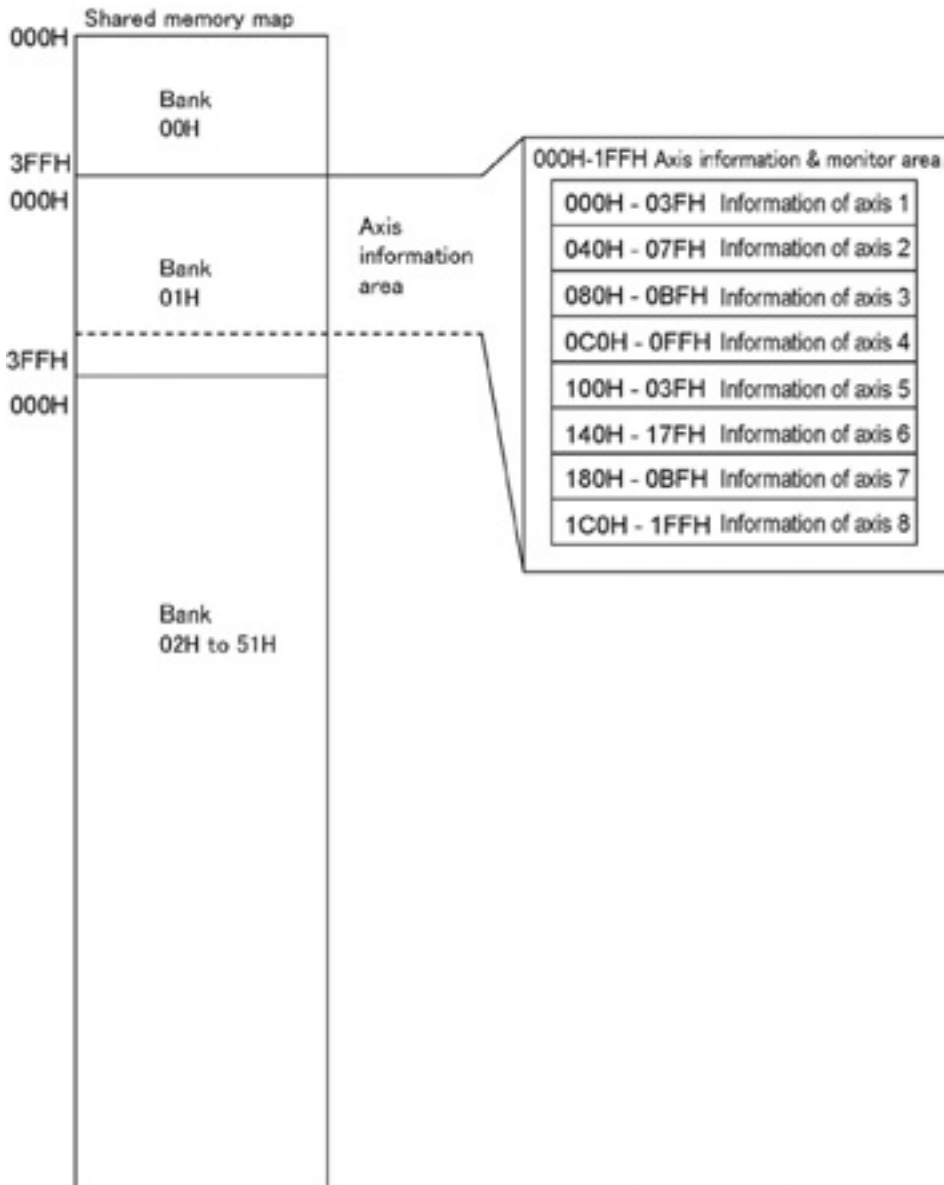 Shared memory map
000H
Bank
00H
3FFH
000H
Bank
01H
3FFH
000H
Bank
02H to 51H
Axis
information
area
000H-1FFH Axis information & monitor area
000H - 03FH Information of axis 1
040H - 07FH Information of axis 2
080H - 0BFH Information of axis 3
0C0H - 0FFH Information of axis 4
100H - 03FH Information of axis 5
140H - 17FH Information of axis 6
180H - 0BFH Information of axis 7
1C0H - 1FFH Information of axis 8